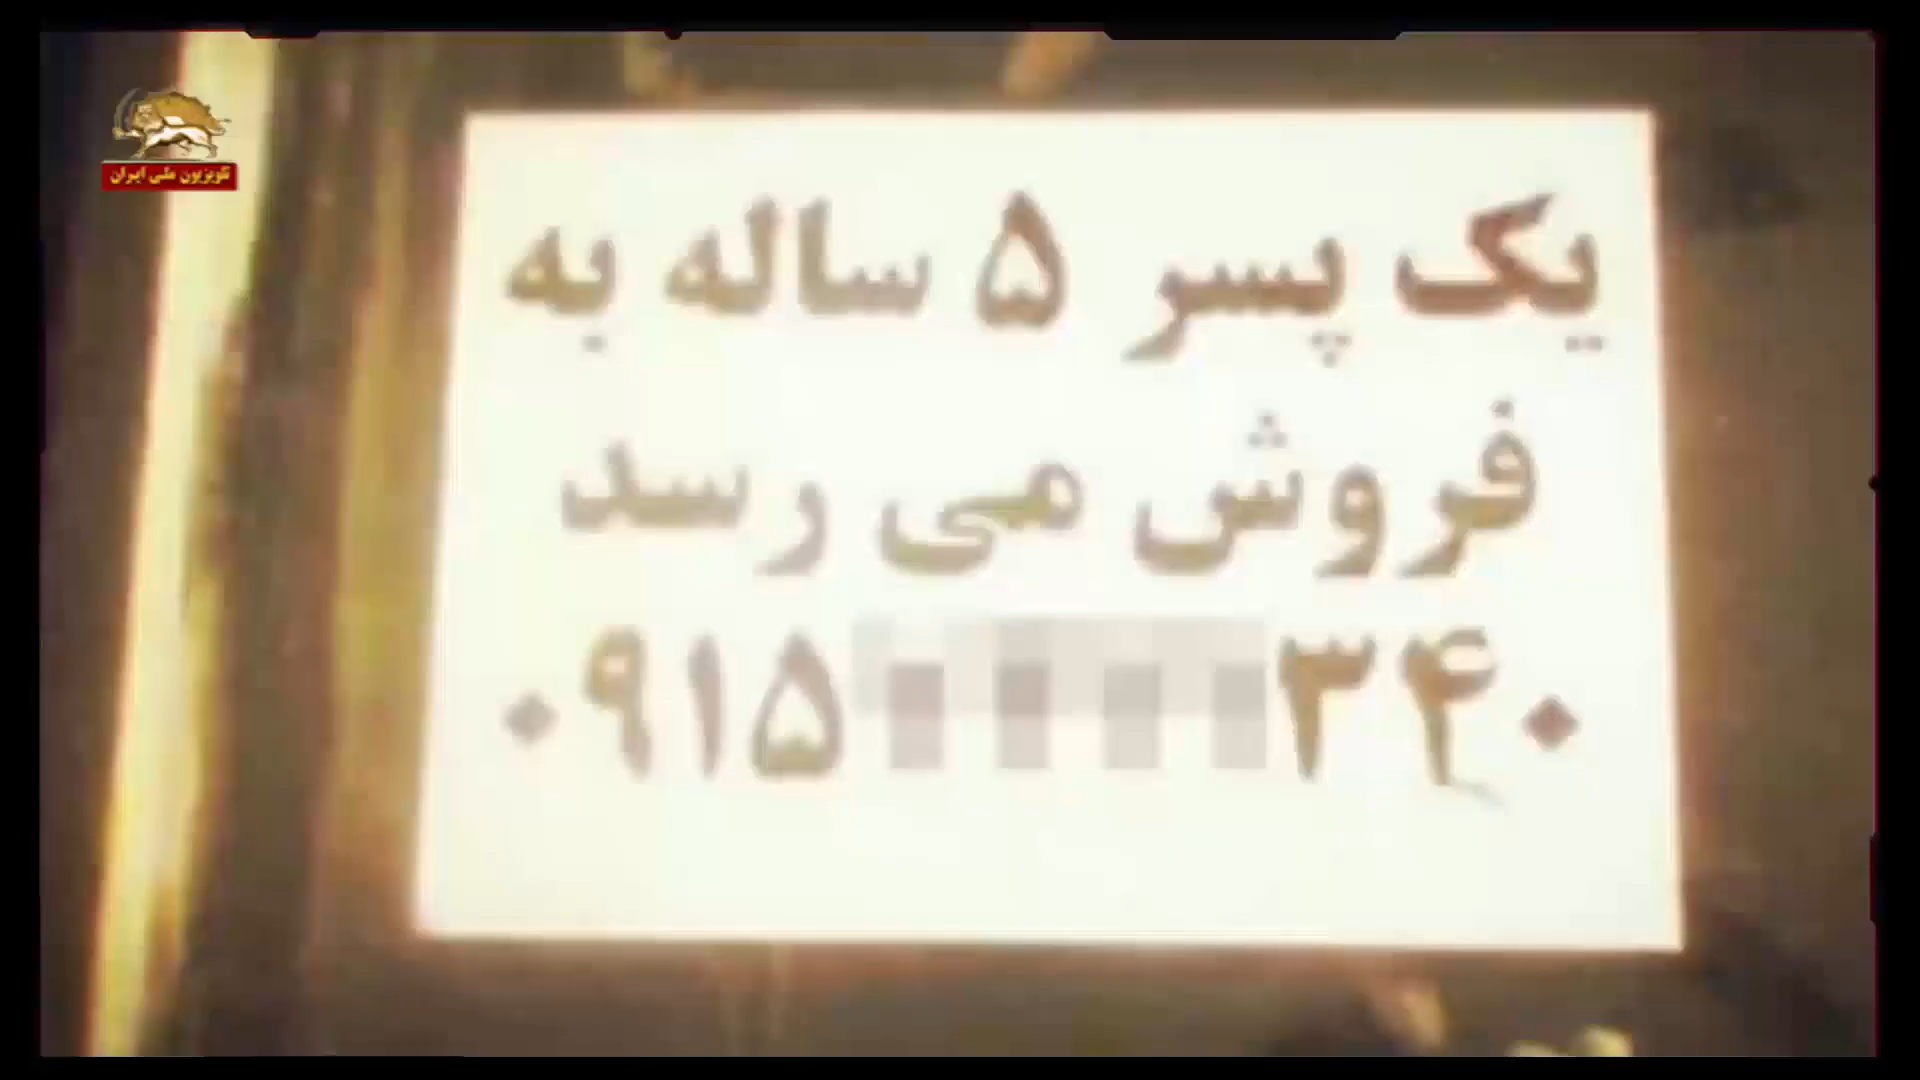 تلویزیون ملی ایران
یک پسر ۵ ساله به
فروش می رسد
۰۹۱۵ ۳۴۰